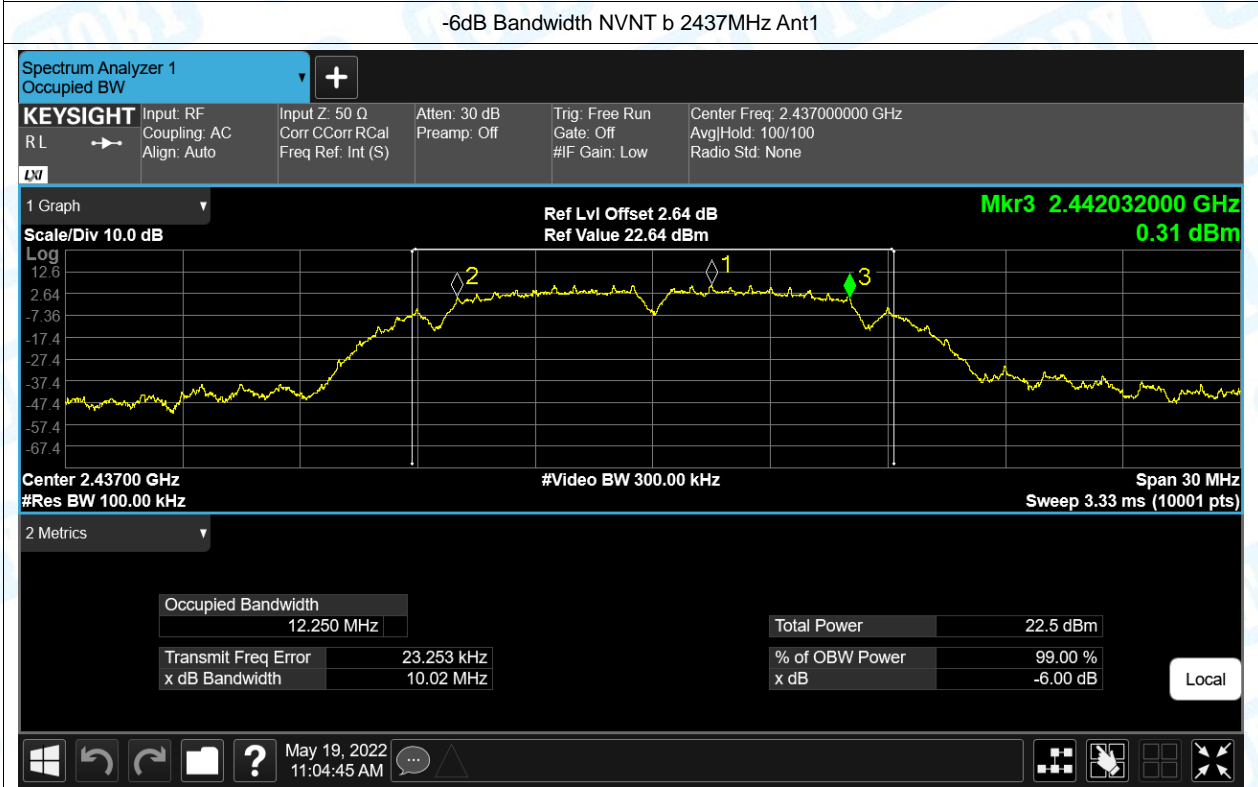 -6dB Bandwidth NVNT b 2437MHz Ant1
Spectrum Analyzer 1
Occupied BW
KEYSIGHT
R L
LXI
Input: RF
Coupling: AC
Align: Auto
Input Z: 50 Ω
Corr CCorr RCal
Freq Ref: Int (S)
Atten: 30 dB
Preamp: Off
Trig: Free Run
Gate: Off
#IF Gain: Low
Center Freq: 2.437000000 GHz
Avg|Hold: 100/100
Radio Std: None
1 Graph
Scale/Div 10.0 dB
Ref Lvl Offset 2.64 dB
Ref Value 22.64 dBm
Mkr3 2.442032000 GHz
0.31 dBm
Log
12.6
2.64
-7.36
-17.4
-27.4
-37.4
-47.4
-57.4
-67.4
2
1
3
Center 2.43700 GHz
#Res BW 100.00 kHz
#Video BW 300.00 kHz
Span 30 MHz
Sweep 3.33 ms (10001 pts)
2 Metrics
Occupied Bandwidth
12.250 MHz
Transmit Freq Error 23.253 kHz
x dB Bandwidth 10.02 MHz
Total Power 22.5 dBm
% of OBW Power 99.00 %
x dB -6.00 dB
Local
?
May 19, 2022
11:04:45 AM